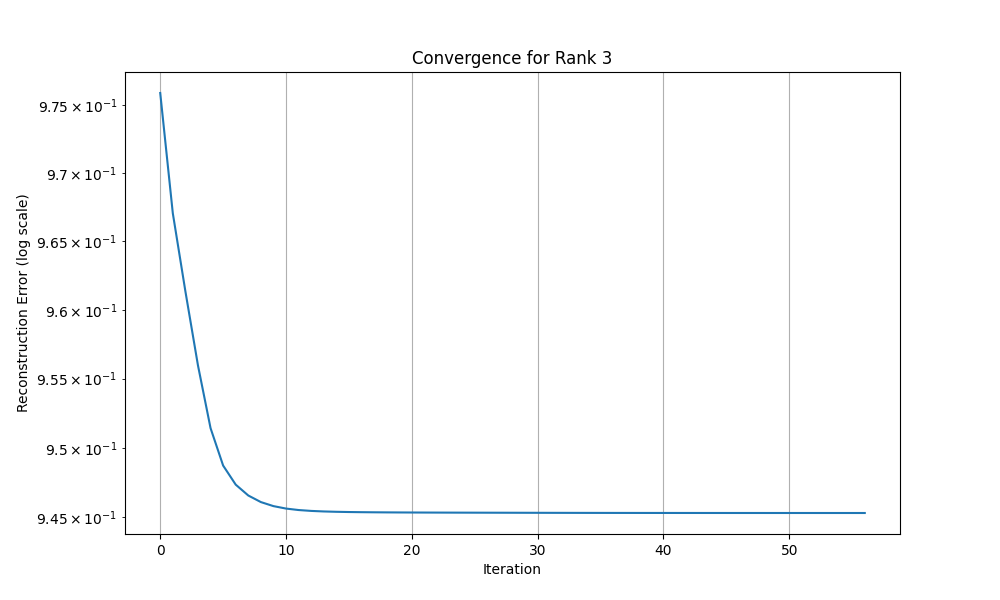 Convergence for Rank 3
Reconstruction Error (log scale)
9.75 × 10⁻¹
9.7 × 10⁻¹
9.65 × 10⁻¹
9.6 × 10⁻¹
9.55 × 10⁻¹
9.5 × 10⁻¹
9.45 × 10⁻¹
0 10 20 30 40 50
Iteration